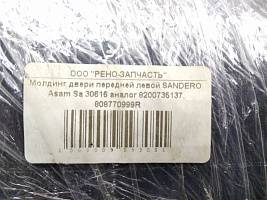 ООО "РЕНО-ЗАПЧАСТЬ"
Молдинг двери передней левой SANDERO
Asam Sa 30616 аналог 8200735137,
808770999R